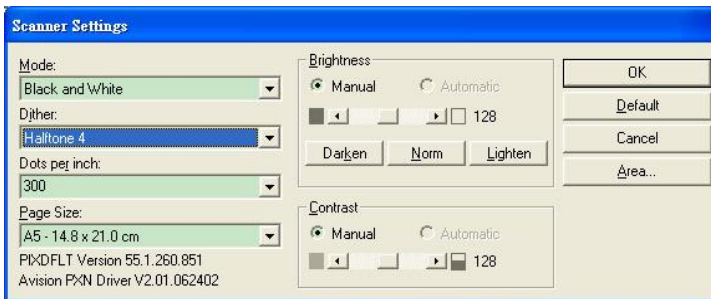 Scanner Settings
Mode:
Black and White
Dither:
Halftone 4
Dots per inch:
300
Page Size:
A5 - 14.8 x 21.0 cm
PIXDFLT Version 55.1.260.851
Avision PXN Driver V2.01.062402
Brightness
Manual Automatic
128
Darken Norm Lighten
Contrast
Manual Automatic
128
OK
Default
Cancel
Area...